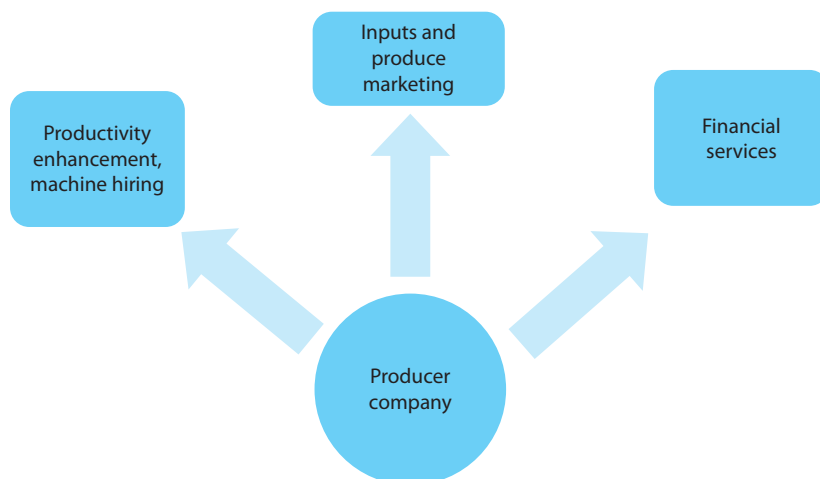 Inputs and
produce
marketing
Productivity
enhancement,
machine hiring
Financial
services
Producer
company